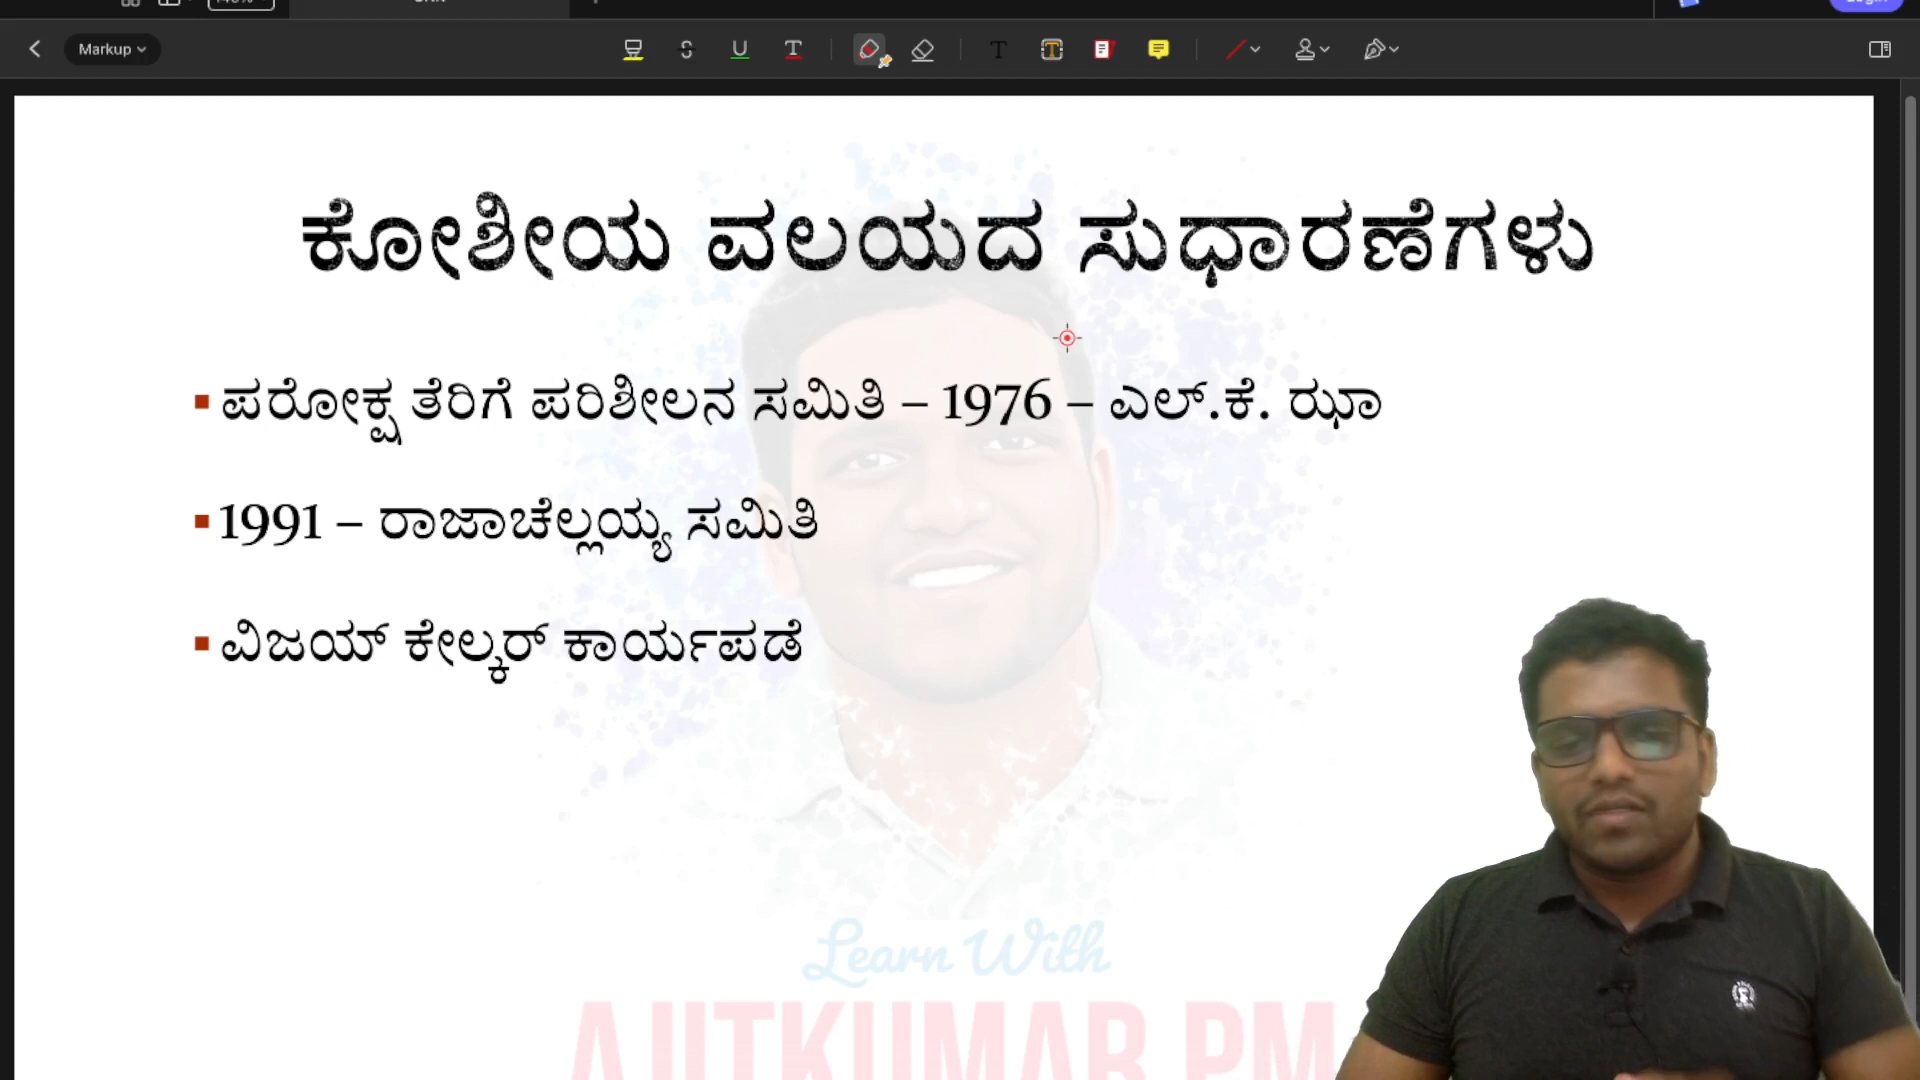 Markup
ಕೋಶೀಯ ವಲಯದ ಸುಧಾರಣೆಗಳು
▪ ಪರೋಕ್ಷ ತೆರಿಗೆ ಪರಿಶೀಲನ ಸಮಿತಿ – 1976 – ಎಲ್.ಕೆ. ಝಾ
▪ 1991 – ರಾಜಾಚೆಲ್ಲಯ್ಯ ಸಮಿತಿ
▪ ವಿಜಯ್ ಕೇಲ್ಕರ್ ಕಾರ್ಯಪಡೆ
Learn With
AJITKUMAR PM